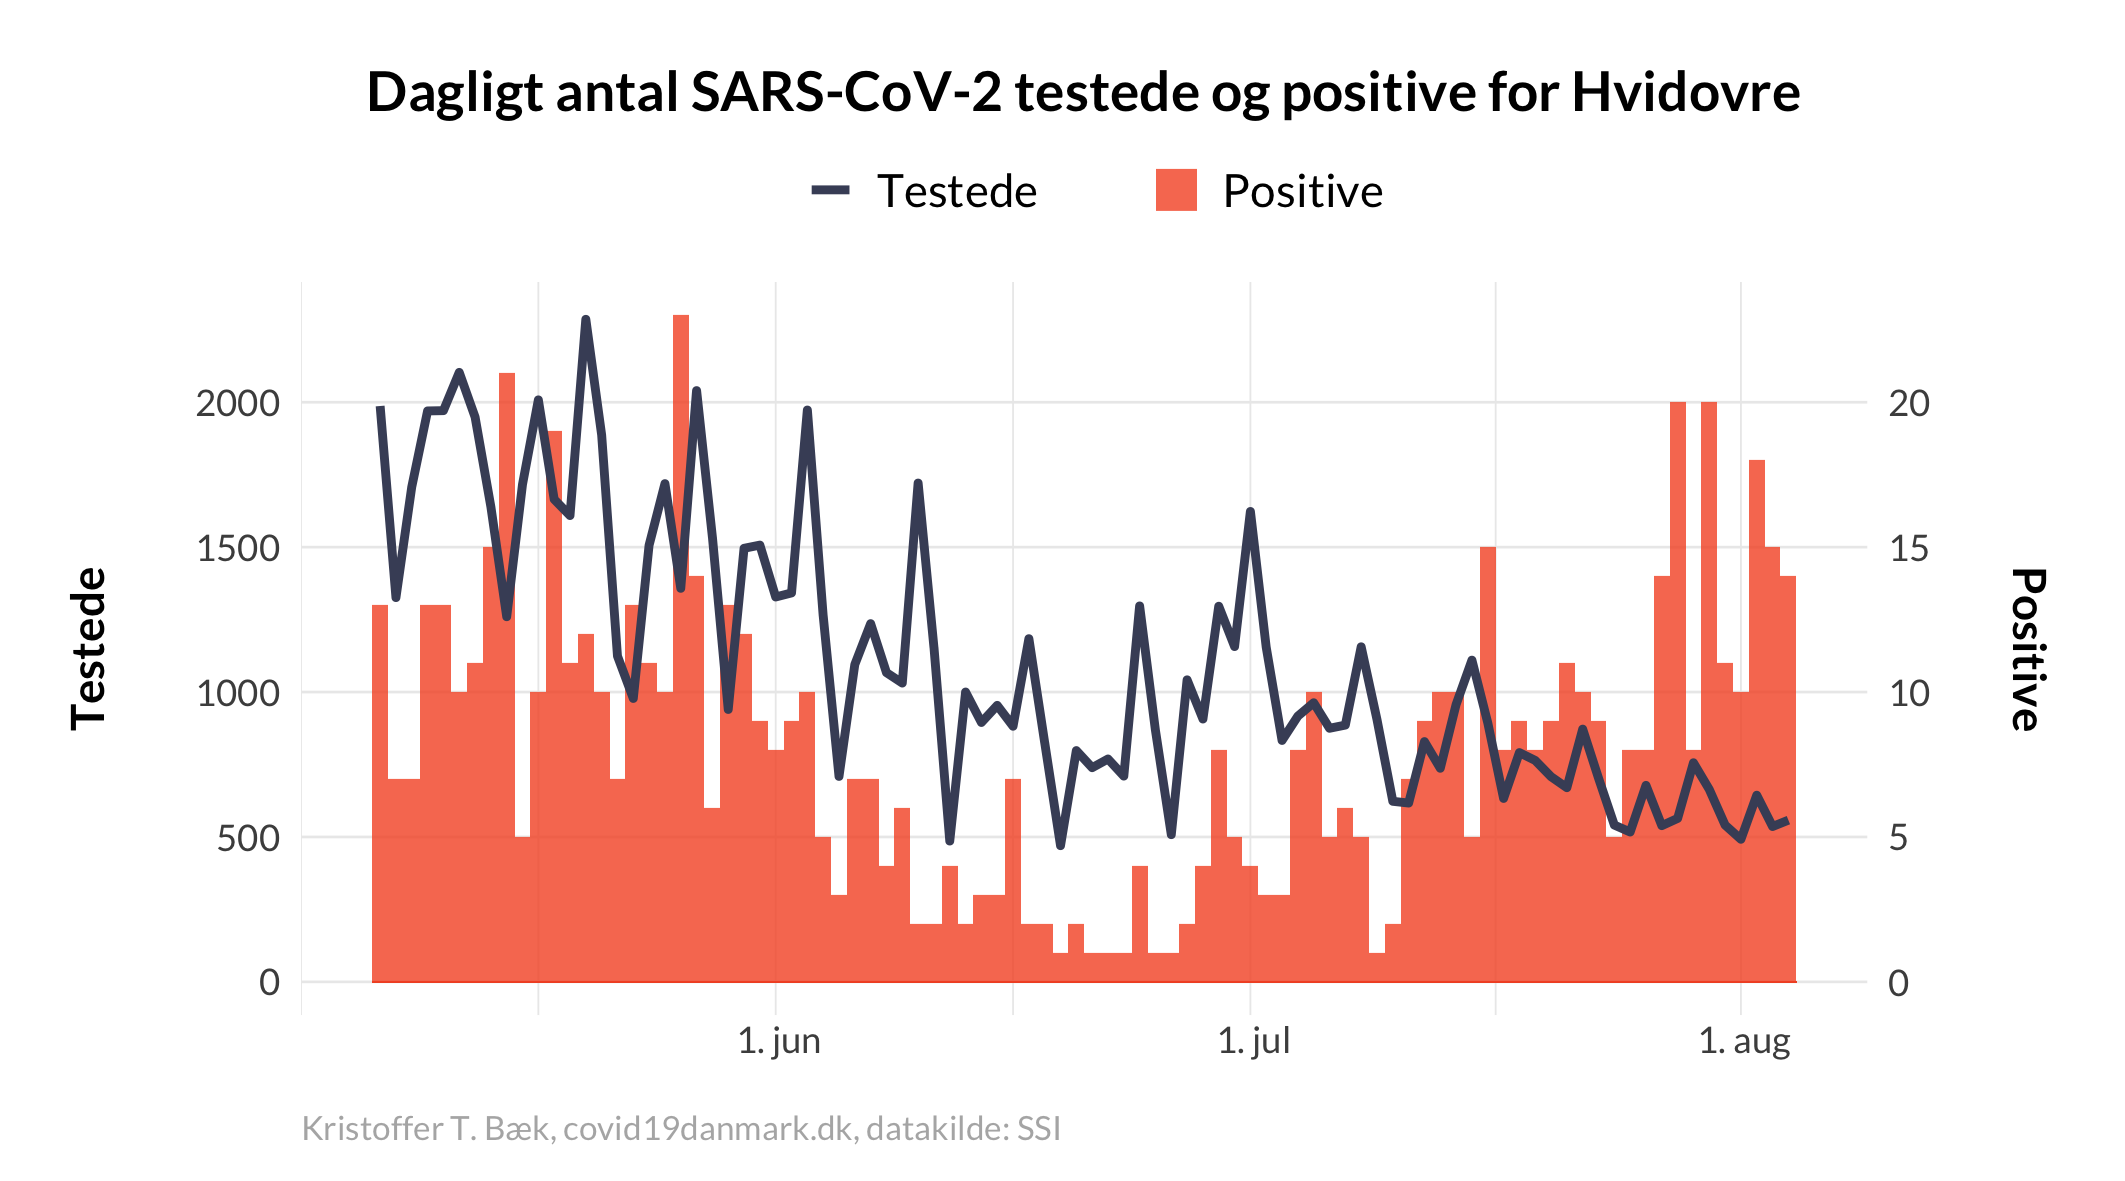 Dagligt antal SARS-CoV-2 testede og positive for Hvidovre
Testede
Positive
Testede
2000
1500
1000
500
0
20
15
10
5
0
Positive
1. jun
1. jul
1. aug
Kristoffer T. Bæk, covid19danmark.dk, datakilde: SSI